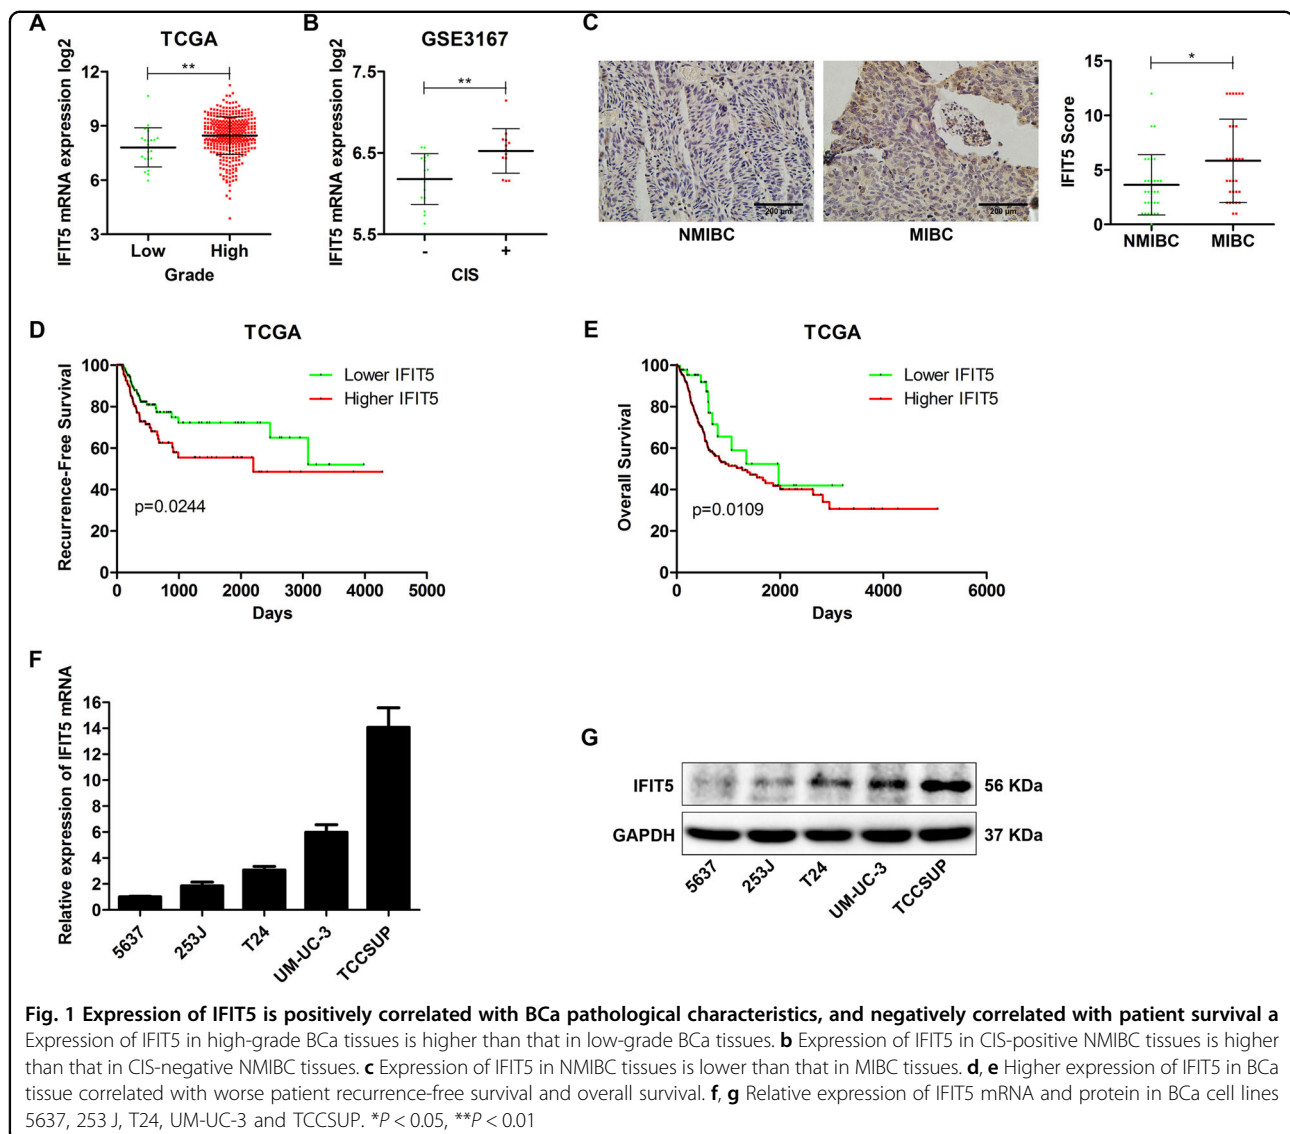 A
TCGA
IFIT5 mRNA expression log2
12
9
6
3
**
Low
High
Grade
B
GSE3167
IFIT5 mRNA expression log2
7.5
6.5
5.5
**
-
+
CIS
C
200 μm
NMIBC
200 μm
MIBC
IFIT5 Score
15
10
5
0
*
NMIBC
MIBC
D
TCGA
Recurrence-Free Survival
100
80
60
40
20
0
Lower IFIT5
Higher IFIT5
p=0.0244
0
1000
2000
3000
4000
5000
Days
E
TCGA
Overall Survival
100
80
60
40
20
0
Lower IFIT5
Higher IFIT5
p=0.0109
0
2000
4000
6000
Days
F
Relative expression of IFIT5 mRNA
16
14
12
10
8
6
4
2
0
5637
253J
T24
UM-UC-3
TCCSUP
G
IFIT5
56 KDa
GAPDH
37 KDa
5637
253J
T24
UM-UC-3
TCCSUP
Fig. 1 Expression of IFIT5 is positively correlated with BCa pathological characteristics, and negatively correlated with patient survival a
Expression of IFIT5 in high-grade BCa tissues is higher than that in low-grade BCa tissues. b Expression of IFIT5 in CIS-positive NMIBC tissues is higher
than that in CIS-negative NMIBC tissues. c Expression of IFIT5 in NMIBC tissues is lower than that in MIBC tissues. d, e Higher expression of IFIT5 in BCa
tissue correlated with worse patient recurrence-free survival and overall survival. f, g Relative expression of IFIT5 mRNA and protein in BCa cell lines
5637, 253 J, T24, UM-UC-3 and TCCSUP. *P < 0.05, **P < 0.01